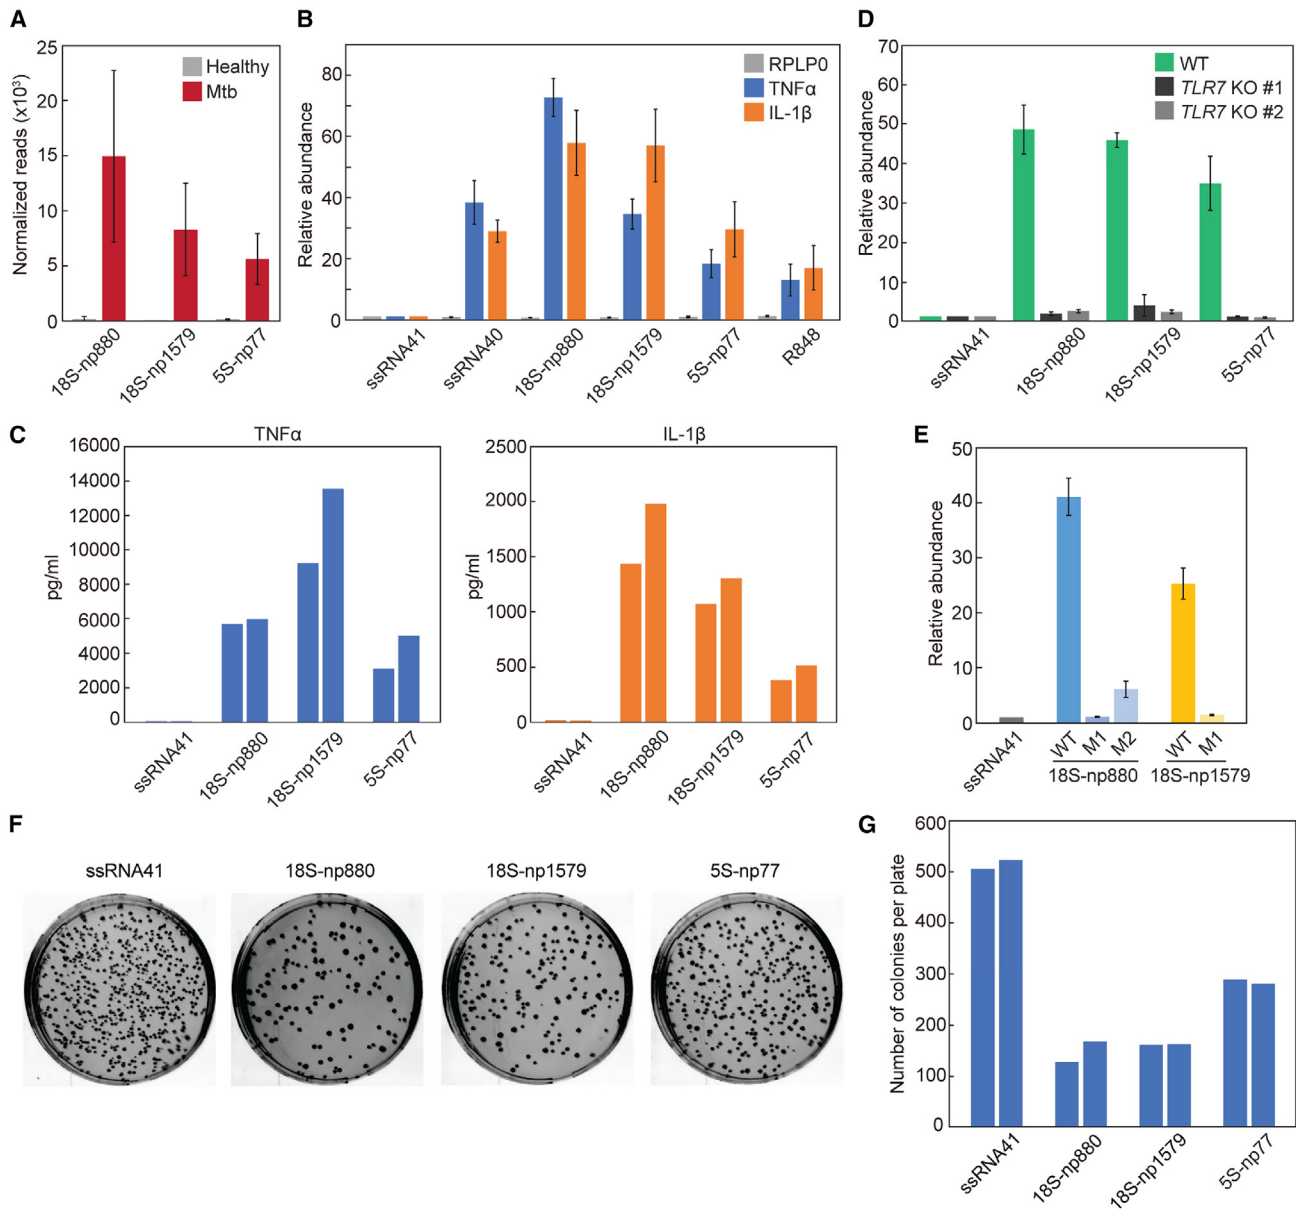 A
Normalized reads (x10³)
25
20
15
10
5
0
Healthy
Mtb
18S-np880
18S-np1579
5S-np77
B
Relative abundance
80
60
40
20
0
RPLP0
TNFα
IL-1β
ssRNA41
ssRNA40
18S-np880
18S-np1579
5S-np77
R848
D
Relative abundance
70
60
50
40
30
20
10
0
WT
TLR7 KO #1
TLR7 KO #2
ssRNA41
18S-np880
18S-np1579
5S-np77
C
TNFα
pg/ml
16000
14000
12000
10000
8000
6000
4000
2000
0
ssRNA41
18S-np880
18S-np1579
5S-np77
IL-1β
pg/ml
2500
2000
1500
1000
500
0
ssRNA41
18S-np880
18S-np1579
5S-np77
E
Relative abundance
50
40
30
20
10
0
ssRNA41
WT M1 M2 WT M1
18S-np880 18S-np1579
F
ssRNA41 18S-np880 18S-np1579 5S-np77
G
Number of colonies per plate
600
500
400
300
200
100
0
ssRNA41
18S-np880
18S-np1579
5S-np77